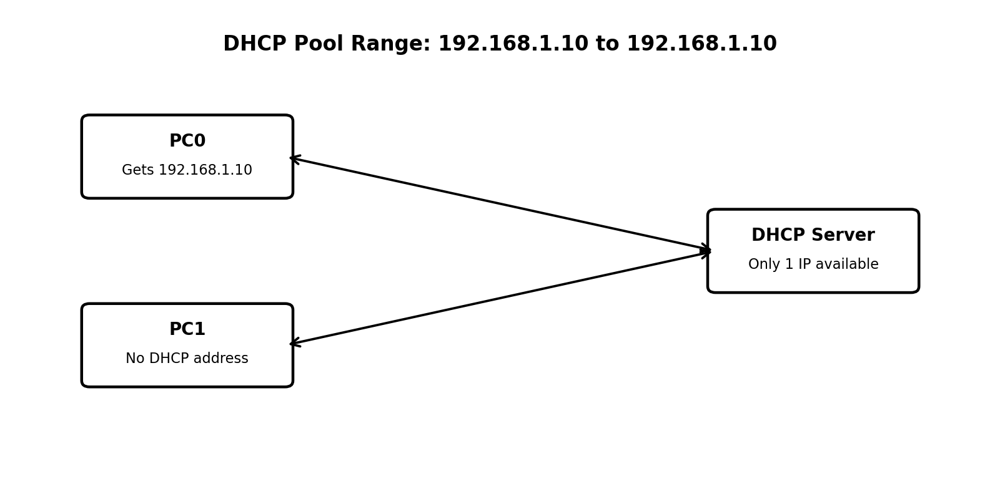 DHCP Pool Range: 192.168.1.10 to 192.168.1.10
PC0
Gets 192.168.1.10
DHCP Server
Only 1 IP available
PC1
No DHCP address